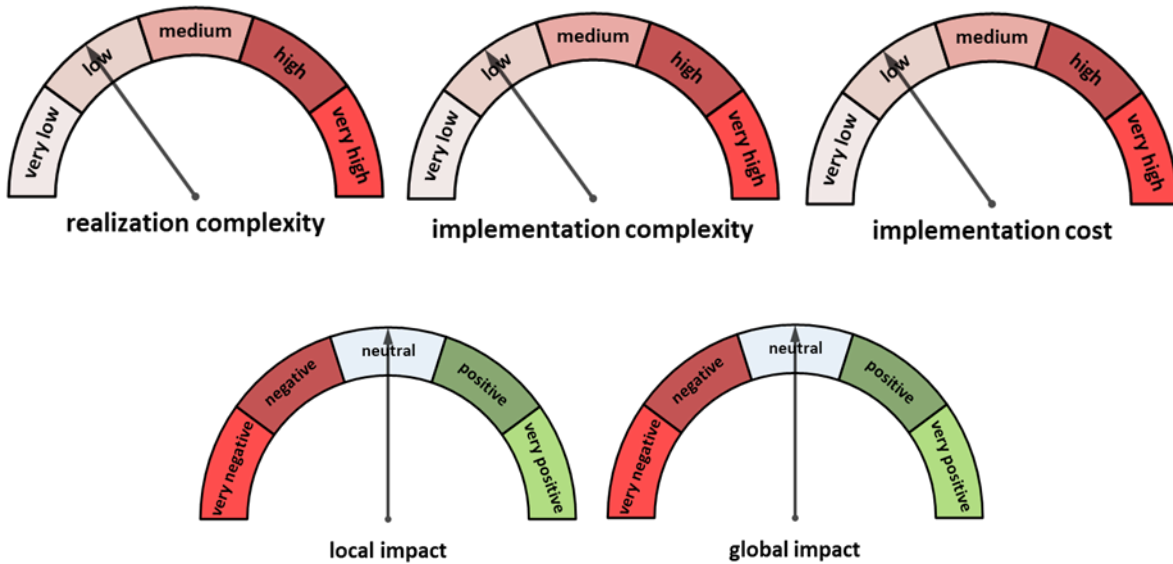 very low
low
medium
high
very high
realization complexity
very low
low
medium
high
very high
implementation complexity
very low
low
medium
high
very high
implementation cost
very negative
negative
neutral
positive
very positive
local impact
very negative
negative
neutral
positive
very positive
global impact